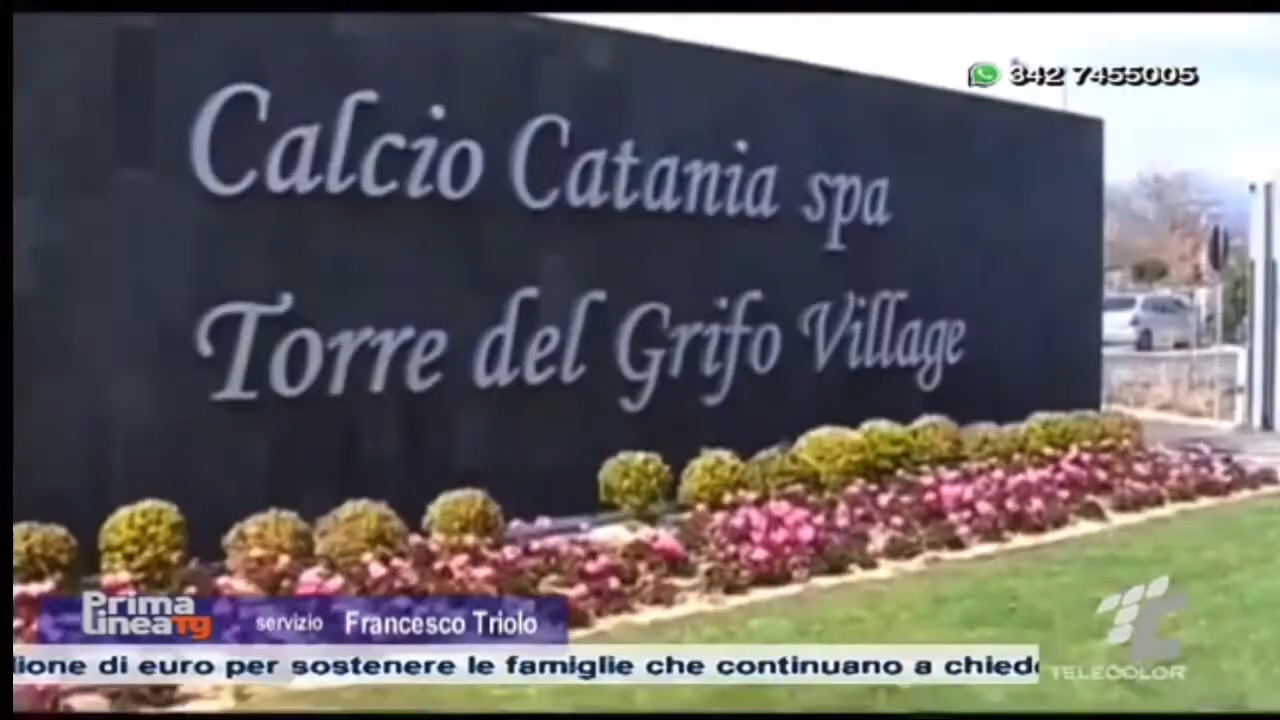 342 7455005
Calcio Catania spa
Torre del Grifo Village
Prima
Linea TG
servizio Francesco Triolo
lione di euro per sostenere le famiglie che continuano a chied
TELECOLOR